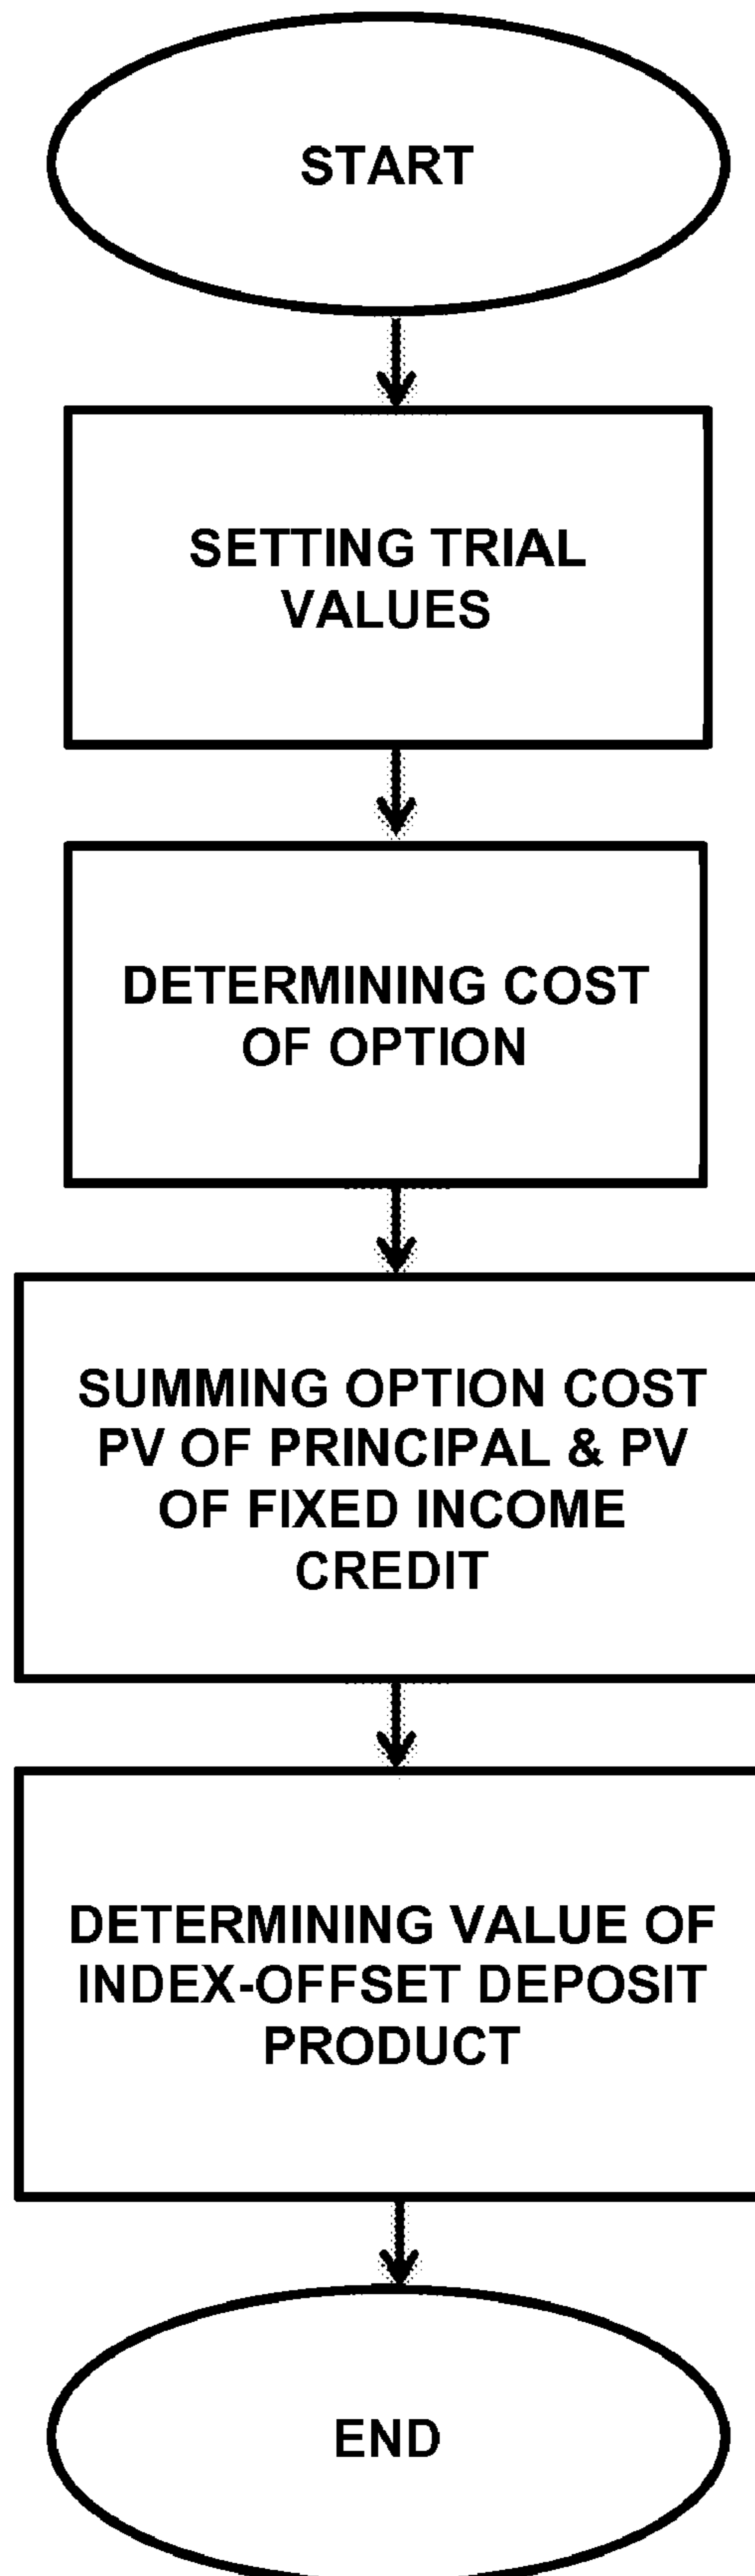 START
SETTING TRIAL
VALUES
DETERMINING COST
OF OPTION
SUMMING OPTION COST
PV OF PRINCIPAL & PV
OF FIXED INCOME
CREDIT
DETERMINING VALUE OF
INDEX-OFFSET DEPOSIT
PRODUCT
END